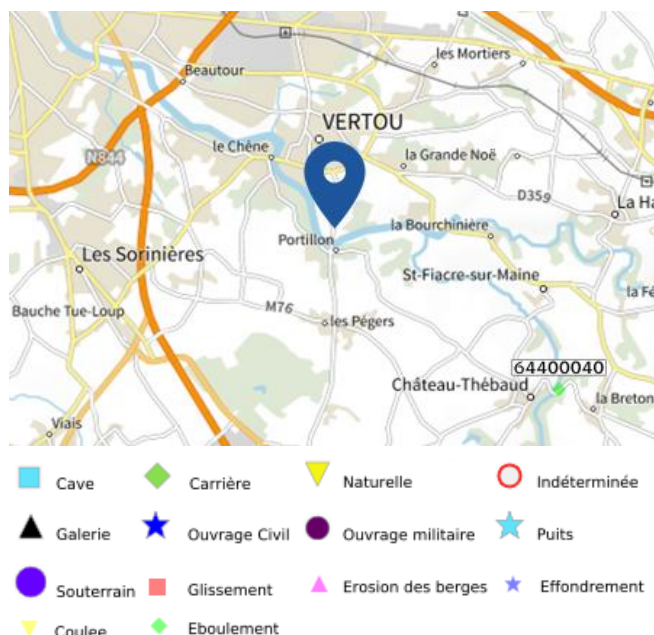 les Mortiers
Beautour
VERTOU
le Chêne
la Grande Noë
N844
D359
La Ha
la Bourchinière
Portillon
Les Sorinières
St-Fiacre-sur-Maine
la Fé
M76
Bauche Tue-Loup
les Pégers
64400040
Château-Thébaud
la Breton
Viais
Cave
Carrière
Naturelle
Indéterminée
Galerie
Ouvrage Civil
Ouvrage militaire
Puits
Souterrain
Glissement
Erosion des berges
Effondrement
Coulee
Eboulement